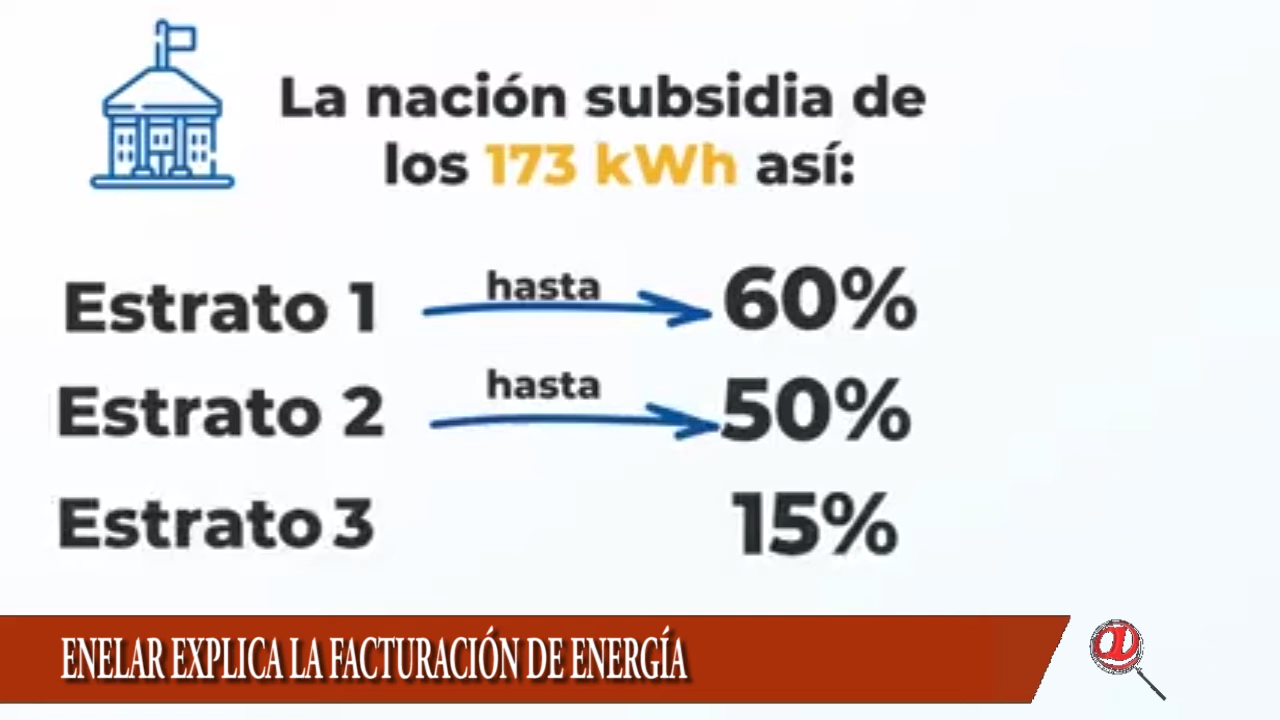 La nación subsidia de
los 173 kWh así:
Estrato 1 hasta 60%
Estrato 2 hasta 50%
Estrato 3 15%
ENELAR EXPLICA LA FACTURACIÓN DE ENERGÍA